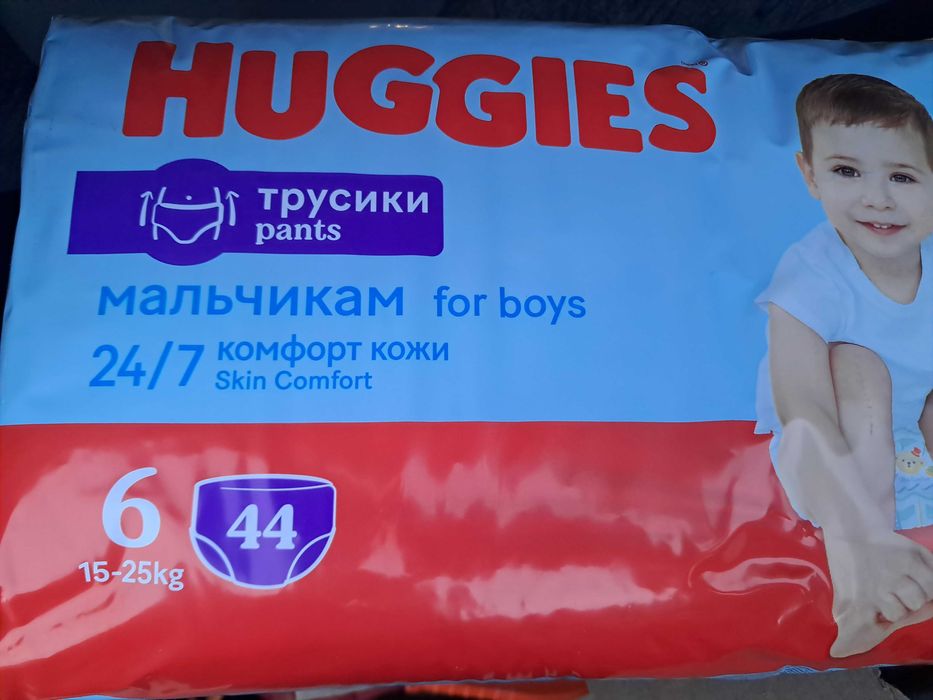 HUGGIES
трусики
pants
мальчикам for boys
24/7 комфорт кожи
Skin Comfort
6
44
15-25kg